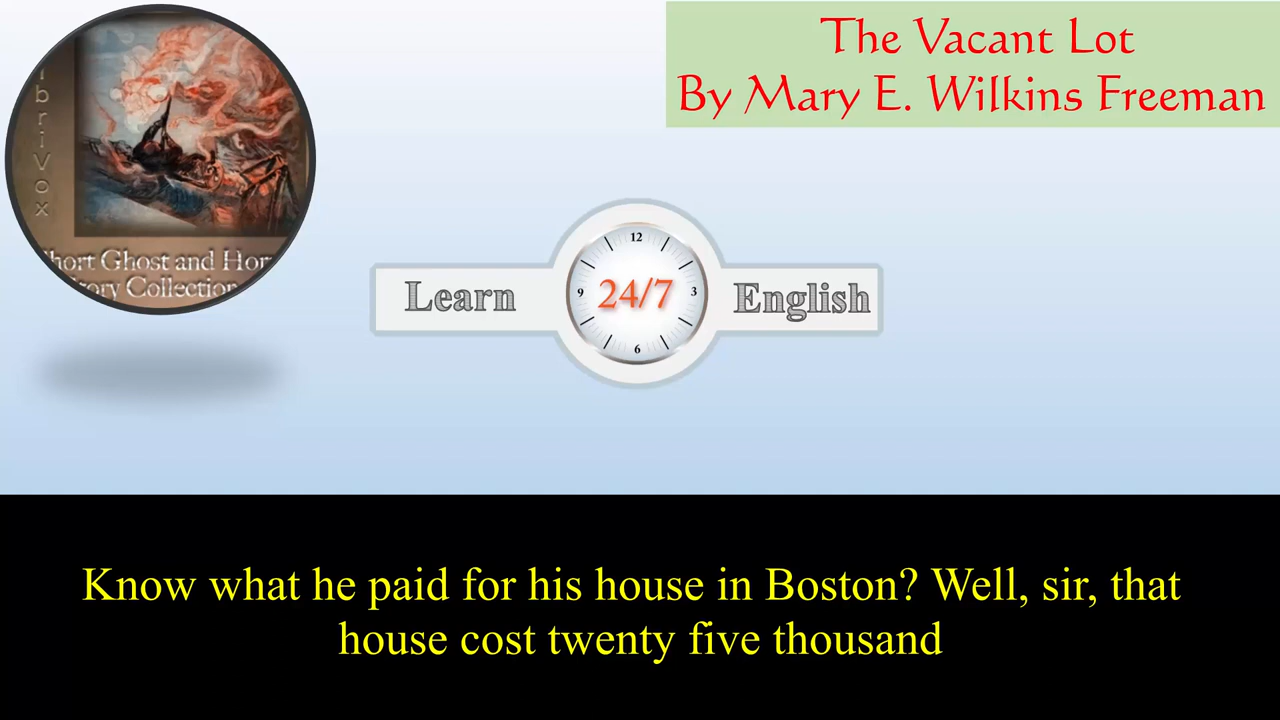 The Vacant Lot
By Mary E. Wilkins Freeman
briVox
hort Ghost and Hor
tory Collection
12
Learn 24/7 English
9
3
6
Know what he paid for his house in Boston? Well, sir, that
house cost twenty five thousand